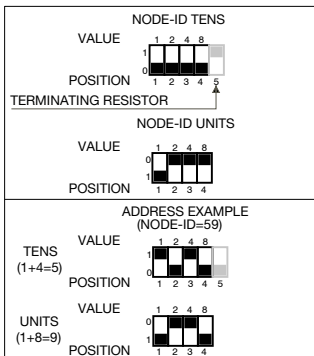 NODE-ID TENS
VALUE 1 2 4 8
1
0
POSITION 1 2 3 4 5
TERMINATING RESISTOR
NODE-ID UNITS
VALUE 1 2 4 8
0
1
POSITION 1 2 3 4
ADDRESS EXAMPLE
(NODE-ID=59)
VALUE 1 2 4 8
TENS
(1+4=5)
1
0
POSITION 1 2 3 4 5
VALUE 1 2 4 8
UNITS
(1+8=9)
0
1
POSITION 1 2 3 4